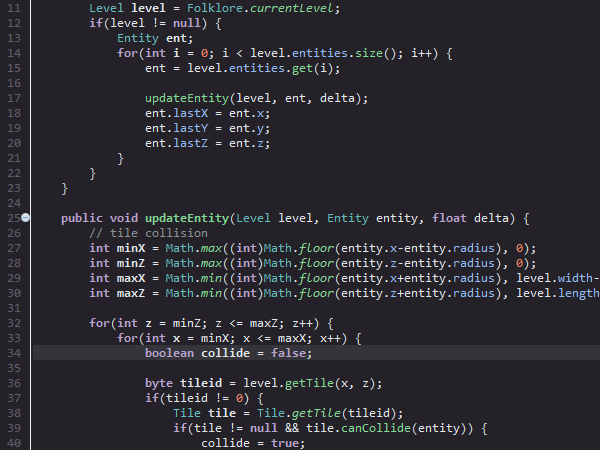 11 Level level = Folklore.currentLevel;
12 if(level != null) {
13 Entity ent;
14 for(int i = 0; i < level.entities.size(); i++) {
15 ent = level.entities.get(i);
16
17 updateEntity(level, ent, delta);
18 ent.lastX = ent.x;
19 ent.lastY = ent.y;
20 ent.lastZ = ent.z;
21 }
22 }
23 }
24
25 public void updateEntity(Level level, Entity entity, float delta) {
26 // tile collision
27 int minX = Math.max((int)Math.floor(entity.x-entity.radius), 0);
28 int minZ = Math.max((int)Math.floor(entity.z-entity.radius), 0);
29 int maxX = Math.min((int)Math.floor(entity.x+entity.radius), level.width-
30 int maxZ = Math.min((int)Math.floor(entity.z+entity.radius), level.length
31
32 for(int z = minZ; z <= maxZ; z++) {
33 for(int x = minX; x <= maxX; x++) {
34 boolean collide = false;
35
36 byte tileid = level.getTile(x, z);
37 if(tileid != 0) {
38 Tile tile = Tile.getTile(tileid);
39 if(tile != null && tile.canCollide(entity)) {
40 collide = true;